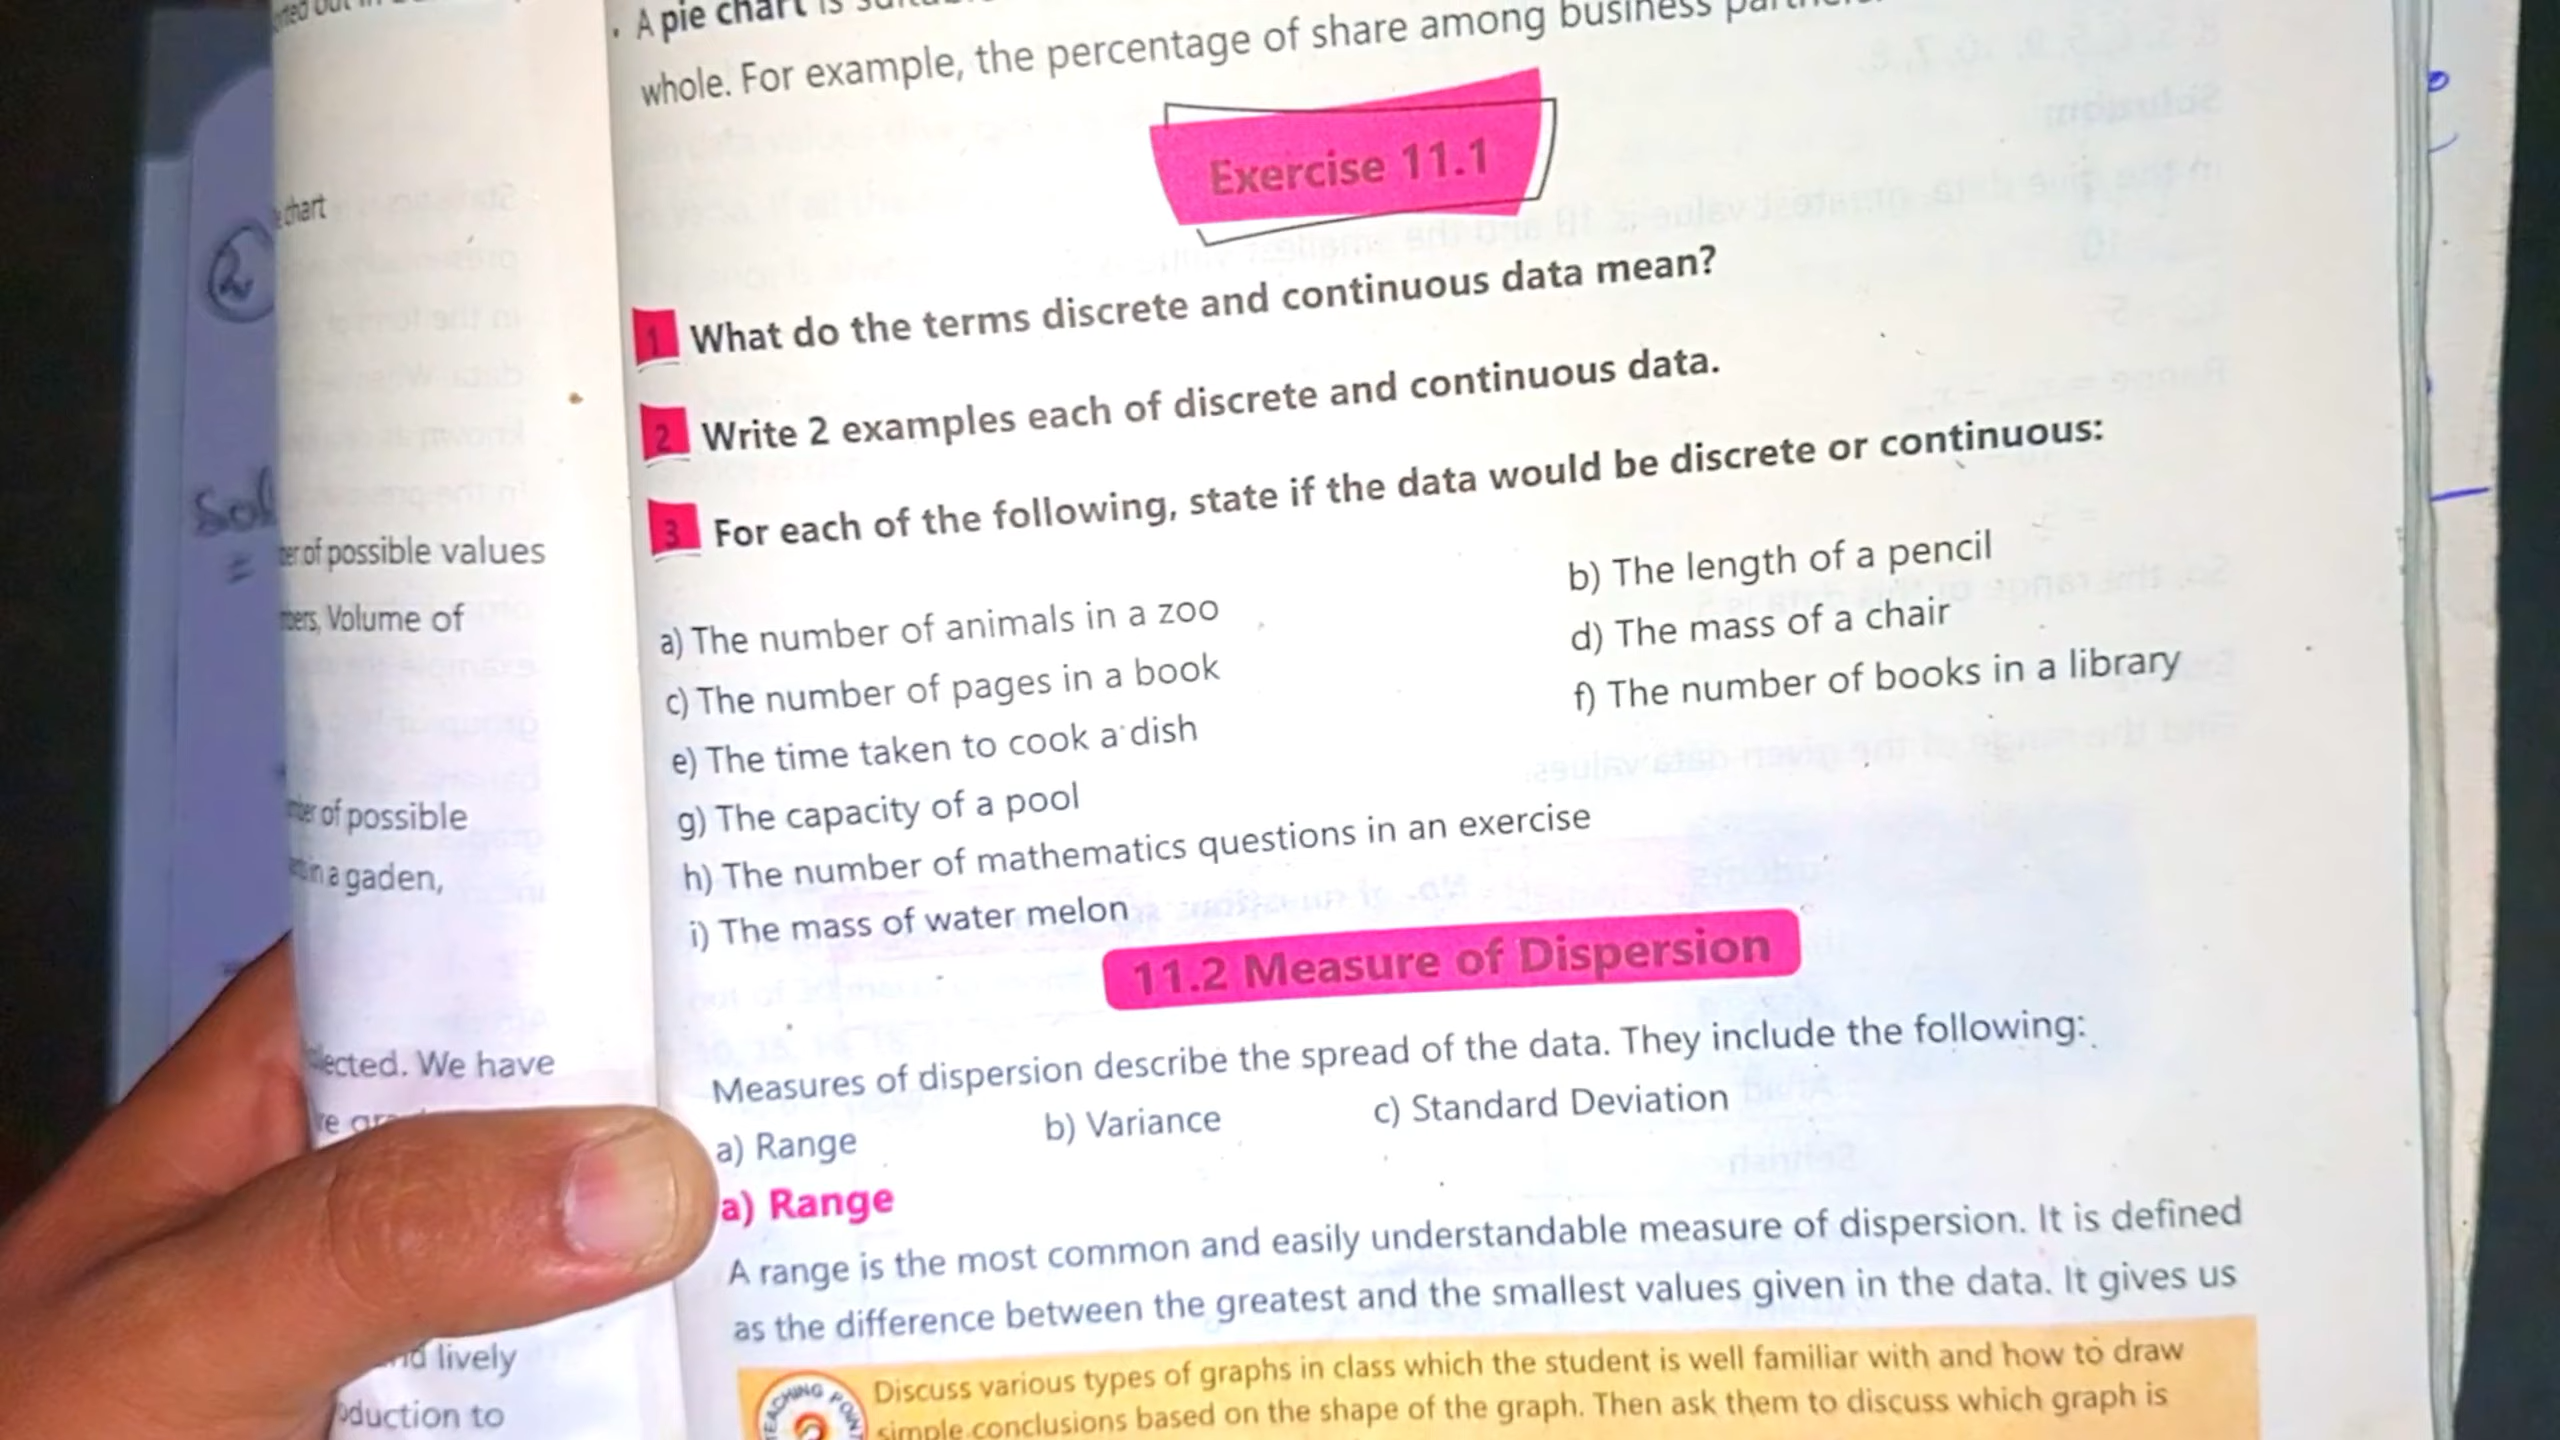 chart
of possible values
Volume of
of possible
in a gaden,
lected. We have
lively
oduction to
Sol
=
2
. A pie chart is
whole. For example, the percentage of share among business
Exercise 11.1
1 What do the terms discrete and continuous data mean?
2 Write 2 examples each of discrete and continuous data.
3 For each of the following, state if the data would be discrete or continuous:
a) The number of animals in a zoo
b) The length of a pencil
c) The number of pages in a book
d) The mass of a chair
e) The time taken to cook a dish
f) The number of books in a library
g) The capacity of a pool
h) The number of mathematics questions in an exercise
i) The mass of water melon
11.2 Measure of Dispersion
Measures of dispersion describe the spread of the data. They include the following:
a) Range b) Variance c) Standard Deviation
a) Range
A range is the most common and easily understandable measure of dispersion. It is defined
as the difference between the greatest and the smallest values given in the data. It gives us
TEACHING POINT
Discuss various types of graphs in class which the student is well familiar with and how to draw
simple conclusions based on the shape of the graph. Then ask them to discuss which graph is